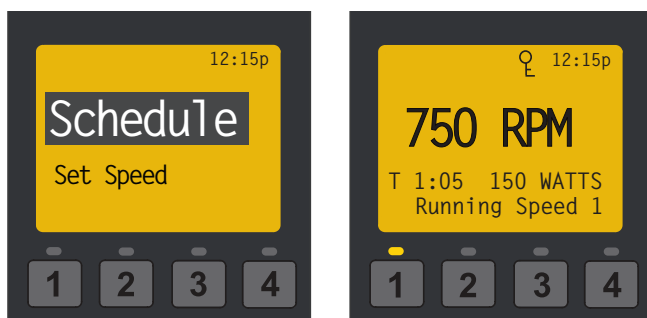 12:15p
Schedule
Set Speed
1 2 3 4
12:15p
750 RPM
T 1:05 150 WATTS
Running Speed 1
1 2 3 4